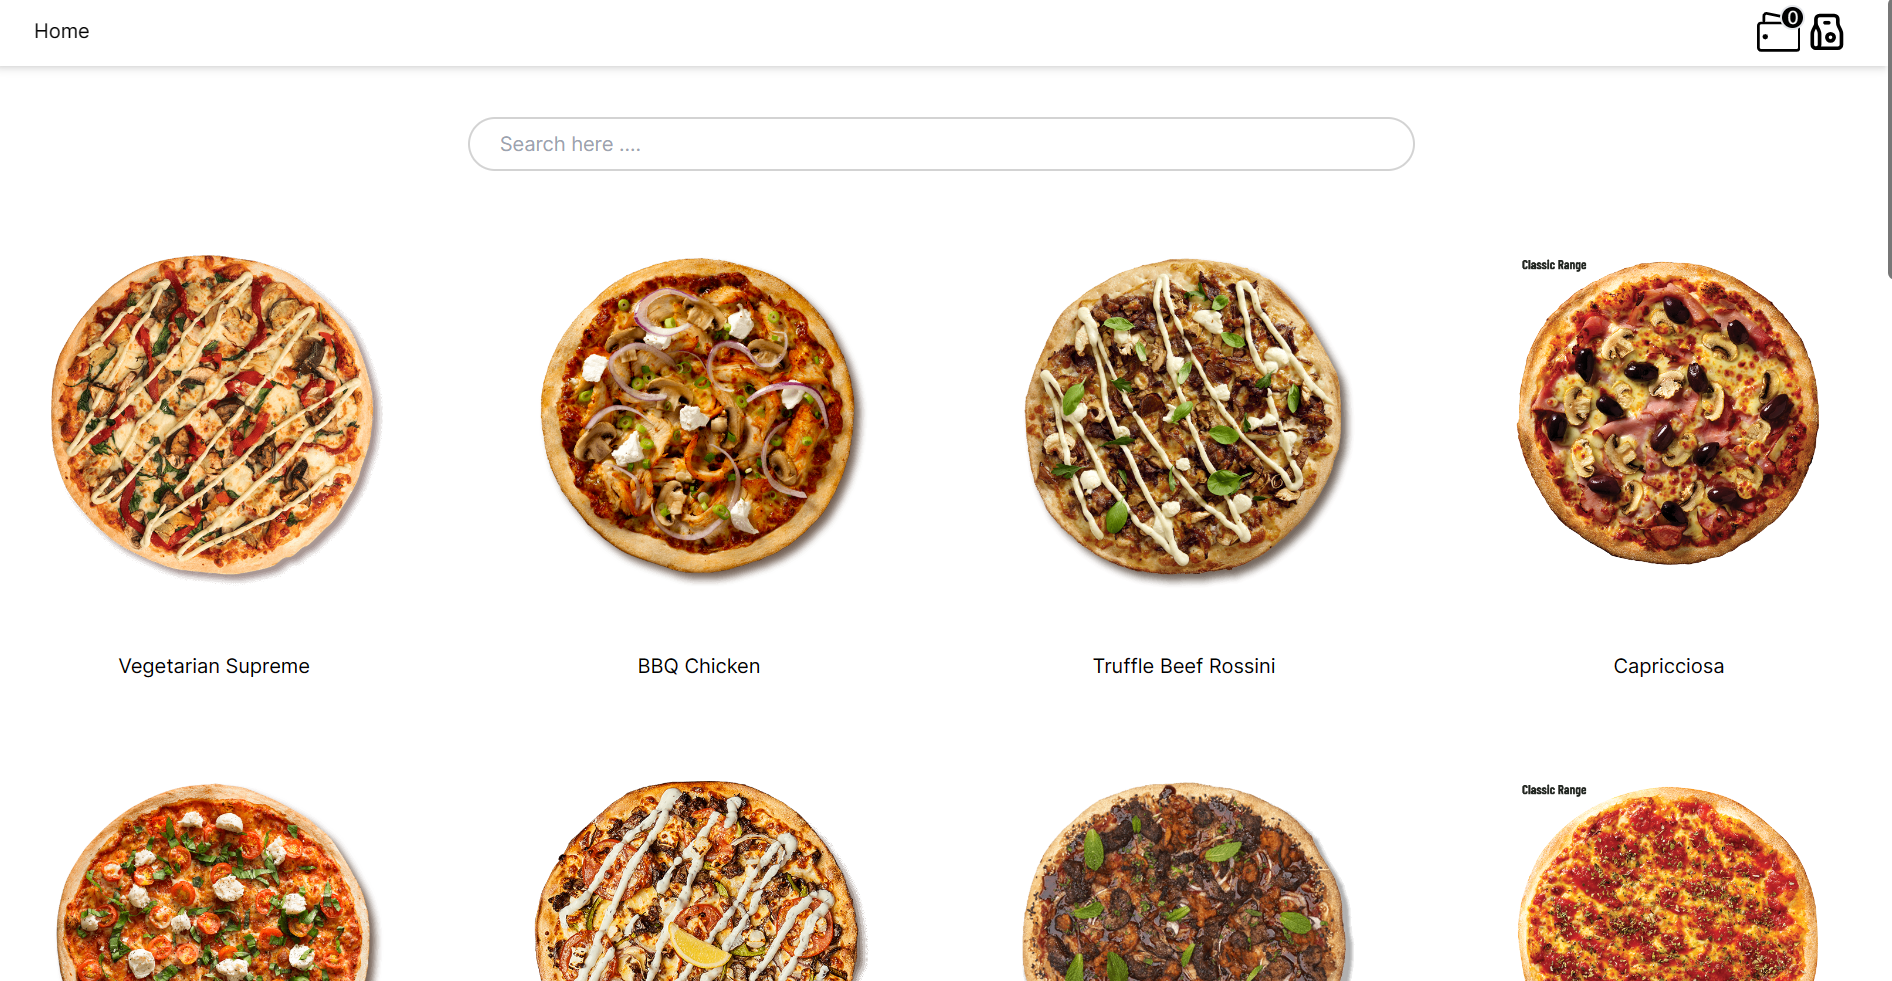 Home
0
Search here ....
Classic Range
Vegetarian Supreme
BBQ Chicken
Truffle Beef Rossini
Capricciosa
Classic Range